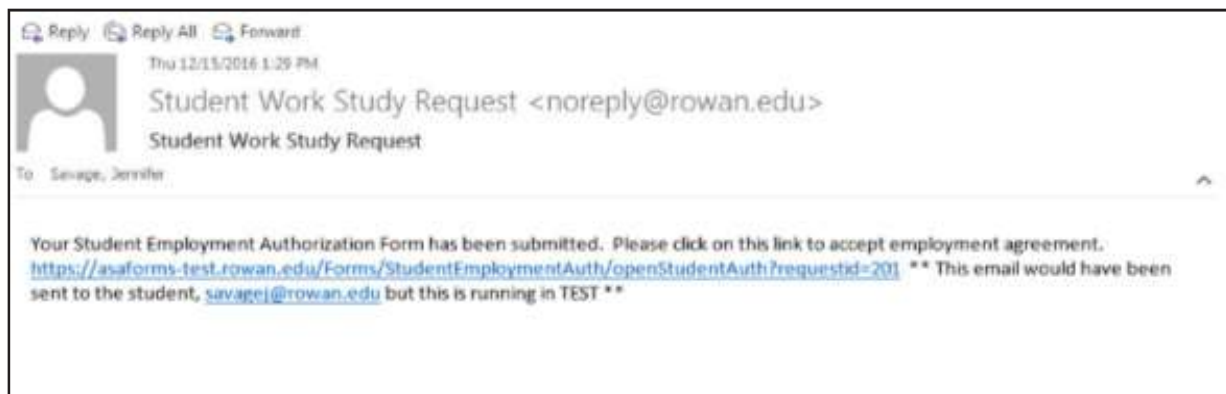 Reply Reply All Forward
Thu 12/15/2016 1:29 PM
Student Work Study Request <noreply@rowan.edu>
Student Work Study Request
To Savage, Jennifer
Your Student Employment Authorization Form has been submitted. Please click on this link to accept employment agreement.
https://asaforms-test.rowan.edu/Forms/StudentEmploymentAuth/openStudentAuth?requestid=201 ** This email would have been
sent to the student, savagej@rowan.edu but this is running in TEST **